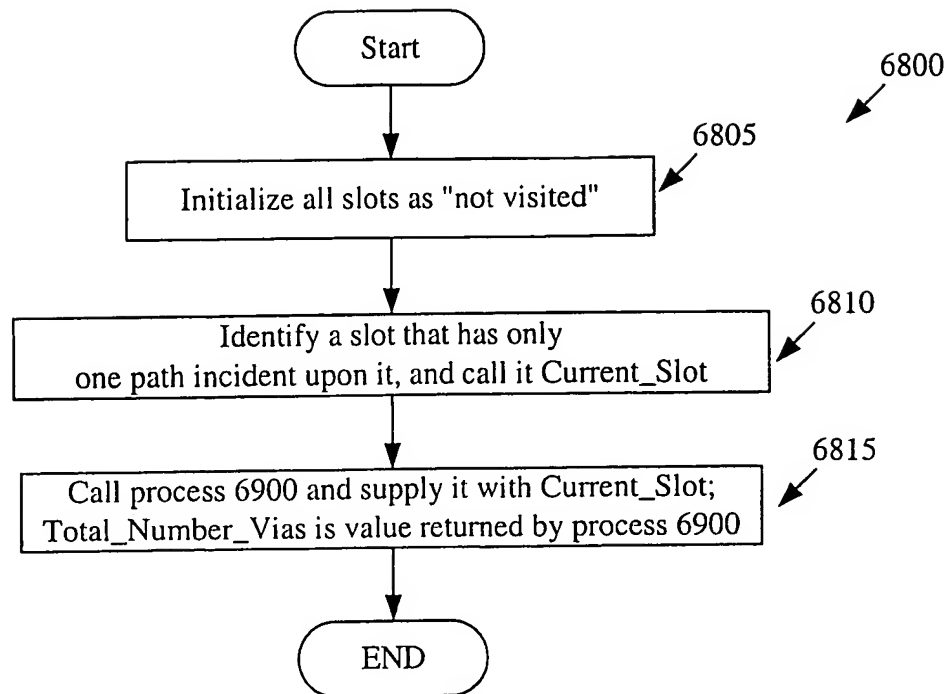 Start
6800
6805
Initialize all slots as "not visited"
6810
Identify a slot that has only
one path incident upon it, and call it Current_Slot
6815
Call process 6900 and supply it with Current_Slot;
Total_Number_Vias is value returned by process 6900
END